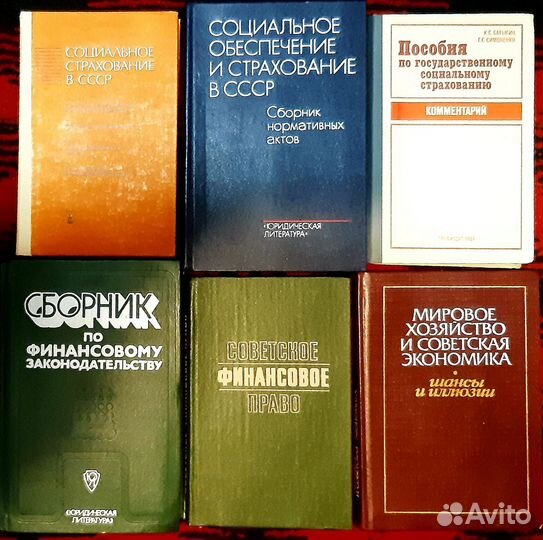 СОЦИАЛЬНОЕ
СТРАХОВАНИЕ
В СССР
СОЦИАЛЬНОЕ
ОБЕСПЕЧЕНИЕ
И СТРАХОВАНИЕ
В СССР
Сборник
нормативных
актов
«ЮРИДИЧЕСКАЯ
ЛИТЕРАТУРА»
Пособия
по государственному
социальному
страхованию
КОММЕНТАРИЙ
СБОРНИК
ПО
ФИНАНСОВОМУ
ЗАКОНОДАТЕЛЬСТВУ
«ЮРИДИЧЕСКАЯ
ЛИТЕРАТУРА»
СОВЕТСКОЕ
ФИНАНСОВОЕ
ПРАВО
МИРОВОЕ
ХОЗЯЙСТВО
И СОВЕТСКАЯ
ЭКОНОМИКА
шансы
и иллюзии
Avito